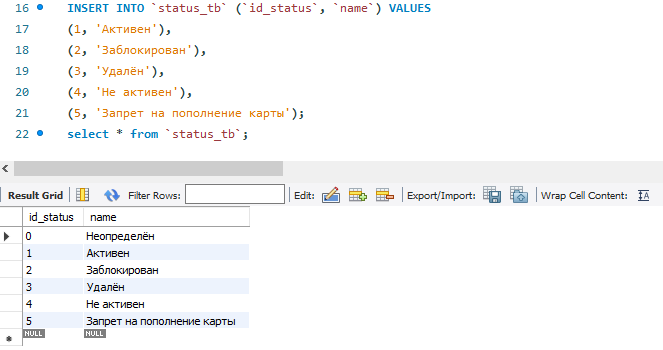 16 INSERT INTO `status_tb` (`id_status`, `name`) VALUES
17 (1, 'Активен'),
18 (2, 'Заблокирован'),
19 (3, 'Удалён'),
20 (4, 'Не активен'),
21 (5, 'Запрет на пополнение карты');
22 select * from `status_tb`;
Result Grid Filter Rows: Edit: Export/Import: Wrap Cell Content: IA
id_status name
0 Неопределён
1 Активен
2 Заблокирован
3 Удалён
4 Не активен
5 Запрет на пополнение карты
NULL NULL